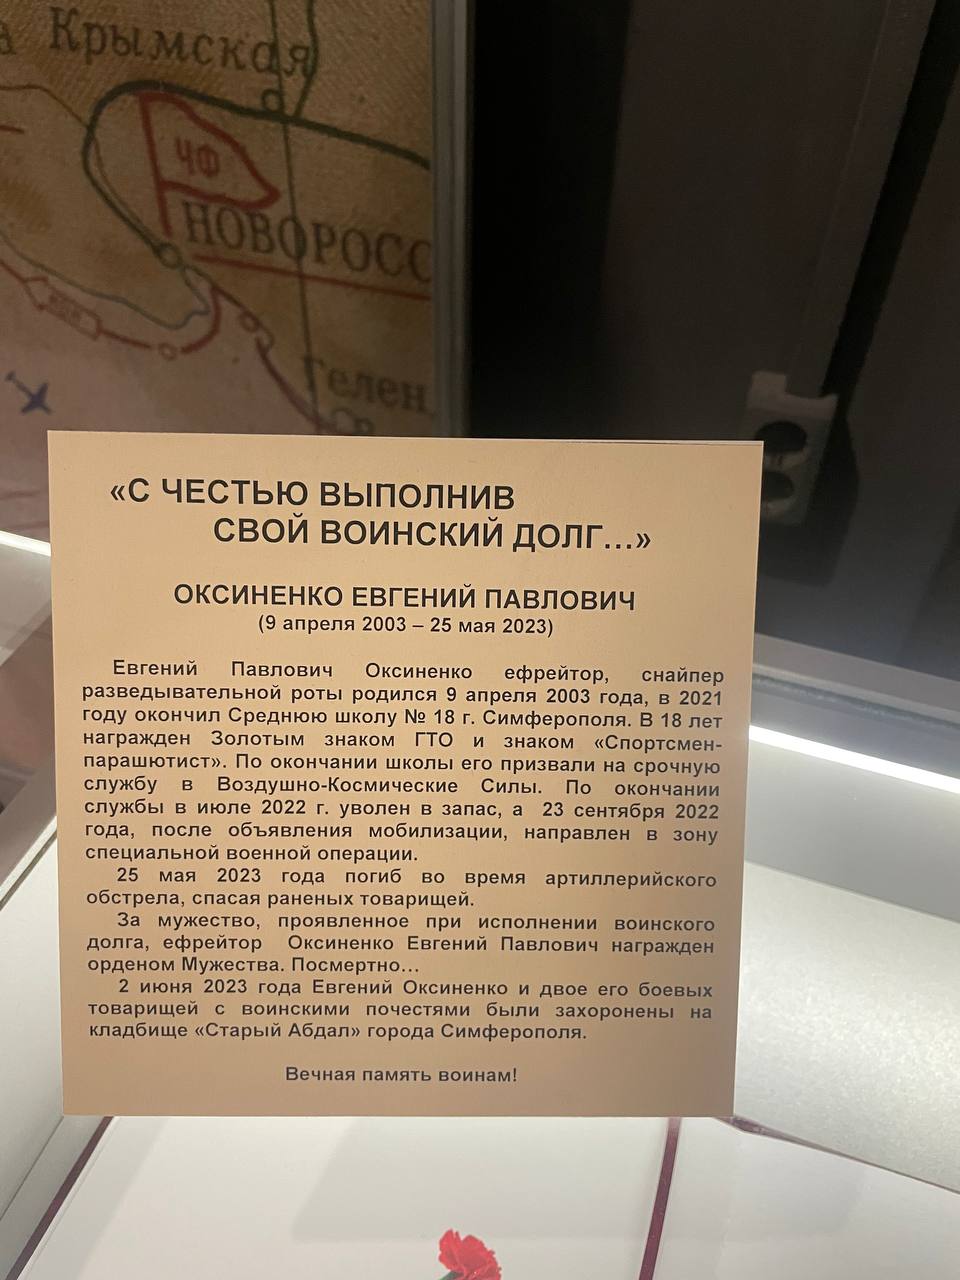 а Крымская
ЧФ
НОВОРОСС
Гелен
«С ЧЕСТЬЮ ВЫПОЛНИВ
СВОЙ ВОИНСКИЙ ДОЛГ...»
ОКСИНЕНКО ЕВГЕНИЙ ПАВЛОВИЧ
(9 апреля 2003 – 25 мая 2023)
Евгений Павлович Оксиненко ефрейтор, снайпер
разведывательной роты родился 9 апреля 2003 года, в 2021
году окончил Среднюю школу № 18 г. Симферополя. В 18 лет
награжден Золотым знаком ГТО и знаком «Спортсмен-
парашютист». По окончании школы его призвали на срочную
службу в Воздушно-Космические Силы. По окончании
службы в июле 2022 г. уволен в запас, а 23 сентября 2022
года, после объявления мобилизации, направлен в зону
специальной военной операции.
25 мая 2023 года погиб во время артиллерийского
обстрела, спасая раненых товарищей.
За мужество, проявленное при исполнении воинского
долга, ефрейтор Оксиненко Евгений Павлович награжден
орденом Мужества. Посмертно...
2 июня 2023 года Евгений Оксиненко и двое его боевых
товарищей с воинскими почестями были захоронены на
кладбище «Старый Абдал» города Симферополя.
Вечная память воинам!